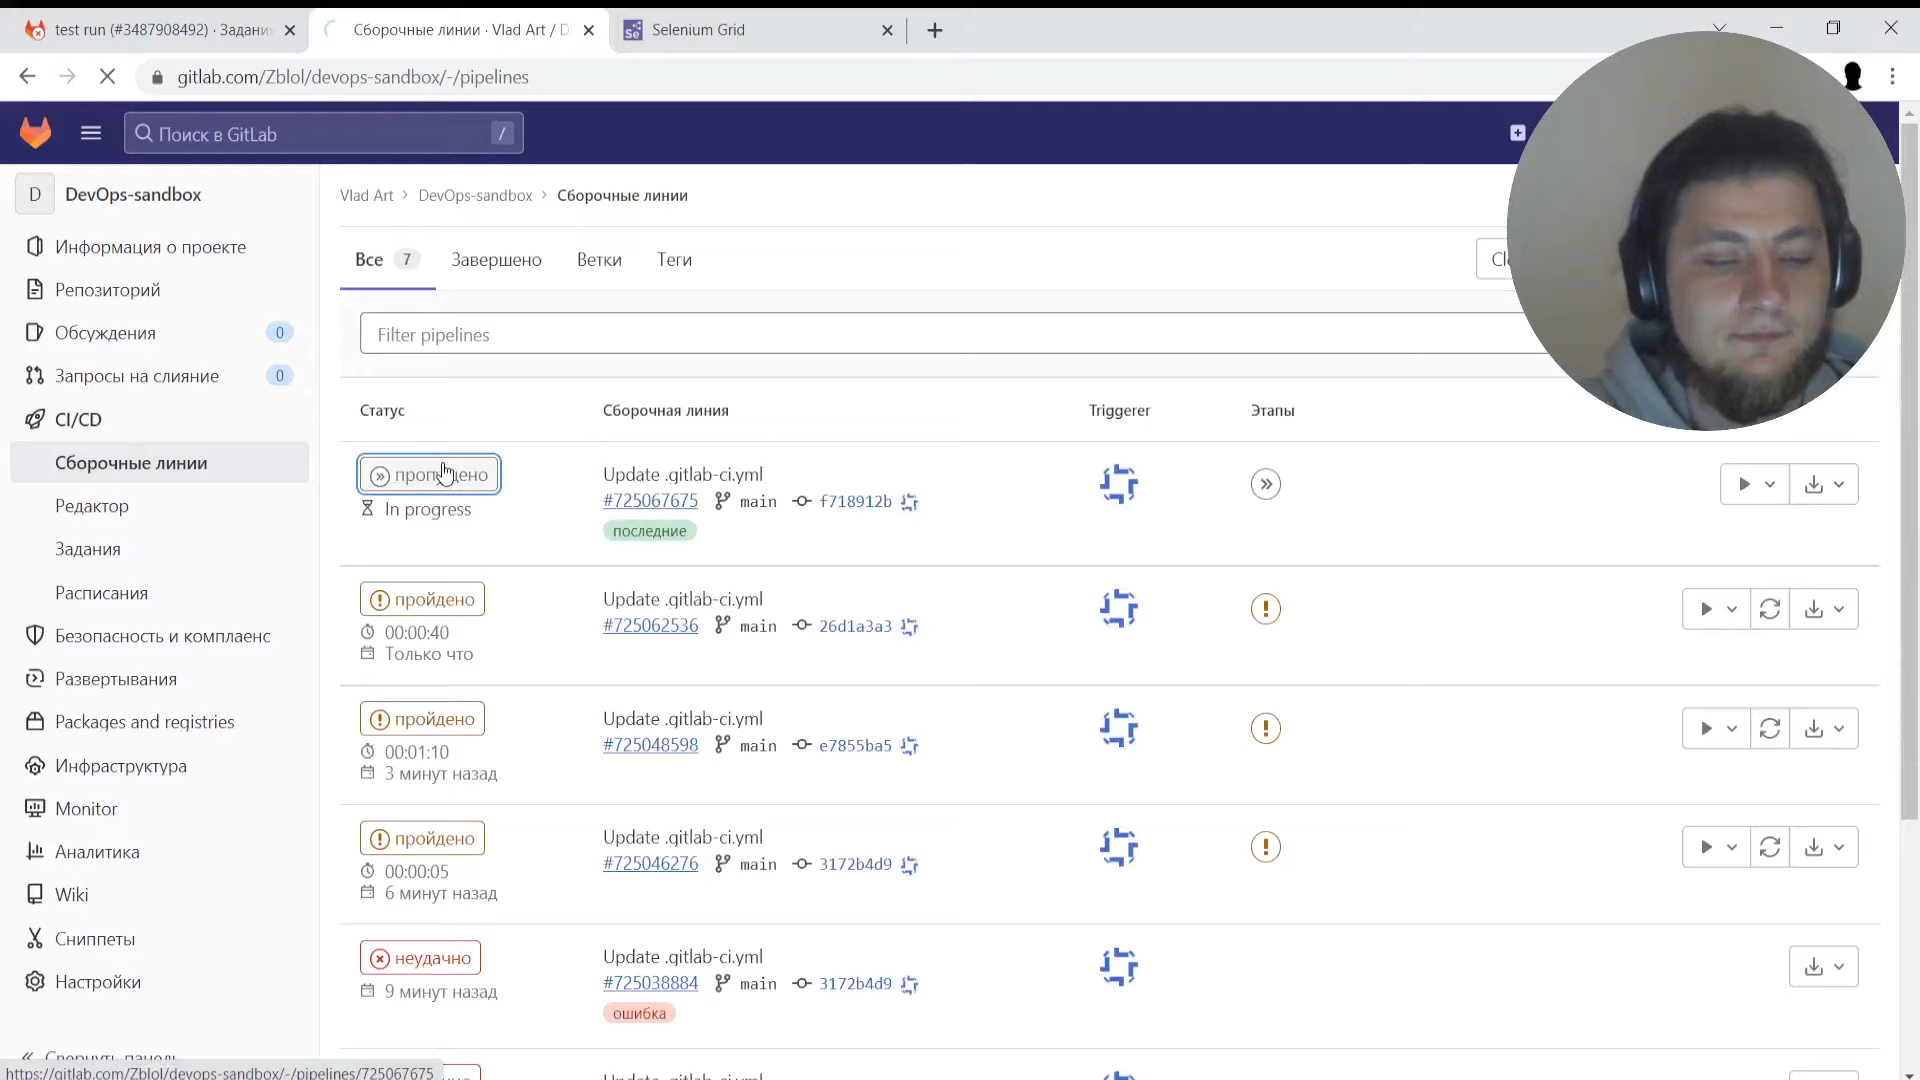 test run (#3487908492) · Задани
Сборочные линии · Vlad Art / D
Selenium Grid
gitlab.com/Zblol/devops-sandbox/-/pipelines
Поиск в GitLab
/
D DevOps-sandbox
Информация о проекте
Репозиторий
Обсуждения 0
Запросы на слияние 0
CI/CD
Сборочные линии
Редактор
Задания
Расписания
Безопасность и комплаенс
Развертывания
Packages and registries
Инфраструктура
Monitor
Аналитика
Wiki
Сниппеты
Настройки
Свернуть панель
https://gitlab.com/Zblol/devops-sandbox/-/pipelines/725067675
Vlad Art > DevOps-sandbox > Сборочные линии
Все 7 Завершено Ветки Теги
Filter pipelines
Статус Сборочная линия Triggerer Этапы
In progress
Update .gitlab-ci.yml
#725067675 main f718912b
последние
пройдено
00:00:40
Только что
Update .gitlab-ci.yml
#725062536 main 26d1a3a3
пройдено
00:01:10
3 минут назад
Update .gitlab-ci.yml
#725048598 main e7855ba5
пройдено
00:00:05
6 минут назад
Update .gitlab-ci.yml
#725046276 main 3172b4d9
неудачно
9 минут назад
Update .gitlab-ci.yml
#725038884 main 3172b4d9
ошибка
Update .gitlab-ci.yml